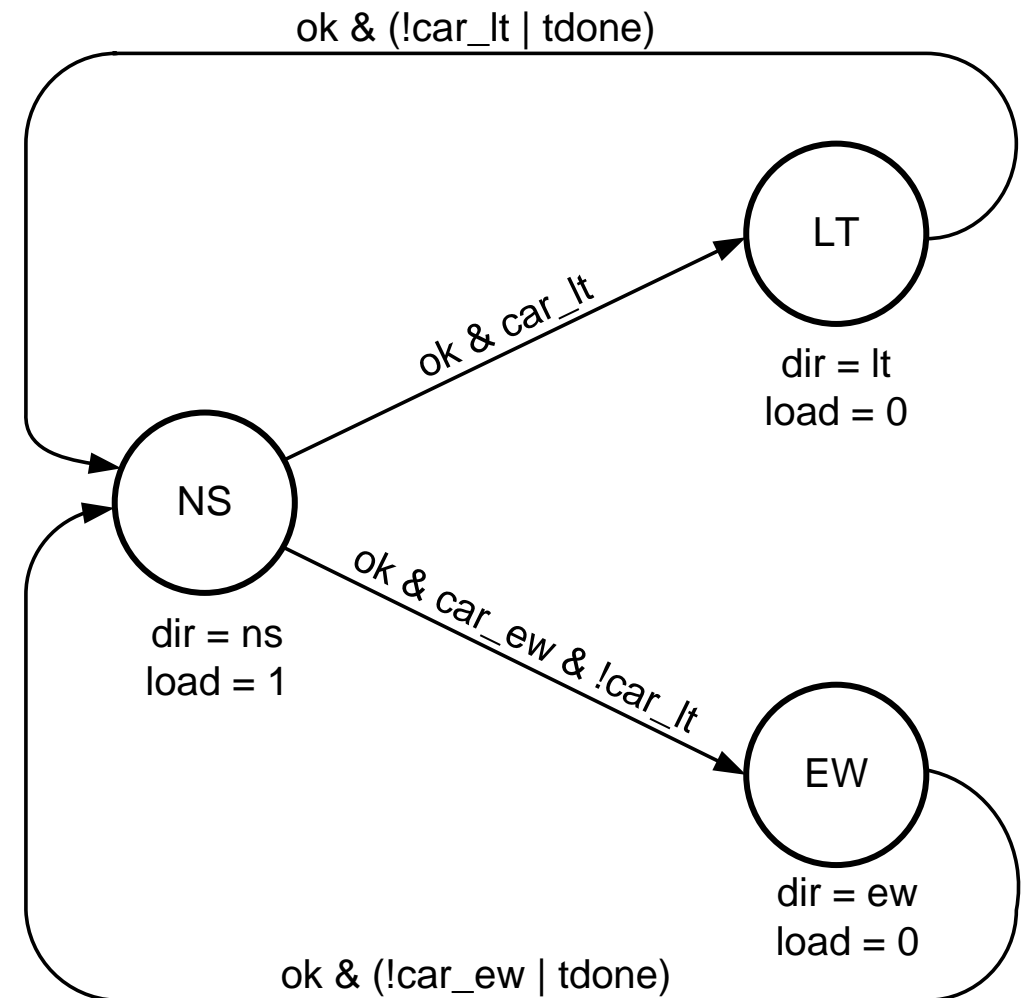 ok & (!car_lt | tdone)
LT
ok & car_lt
dir = lt
load = 0
NS
ok & car_ew & !car_lt
dir = ns
load = 1
EW
dir = ew
load = 0
ok & (!car_ew | tdone)